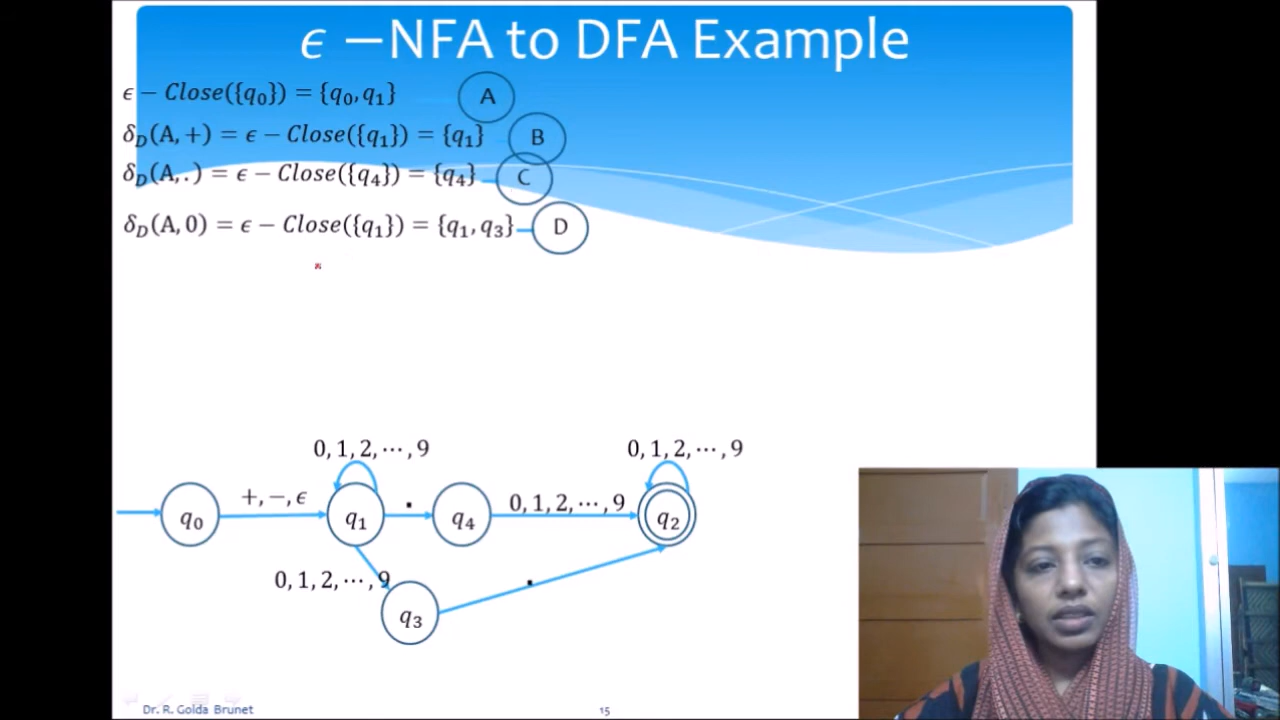 ϵ −NFA to DFA Example
ϵ − Close({q₀}) = {q₀, q₁} A
δ_D(A, +) = ϵ − Close({q₁}) = {q₁} B
δ_D(A, . ) = ϵ − Close({q₄}) = {q₄} C
δ_D(A, 0) = ϵ − Close({q₁}) = {q₁, q₃} D
0, 1, 2, ⋯ , 9 0, 1, 2, ⋯ , 9
+, −, ϵ . 0, 1, 2, ⋯ , 9
q₀ q₁ q₄ q₂
0, 1, 2, ⋯ , 9 .
q₃
Dr. R. Golda Brunet 15